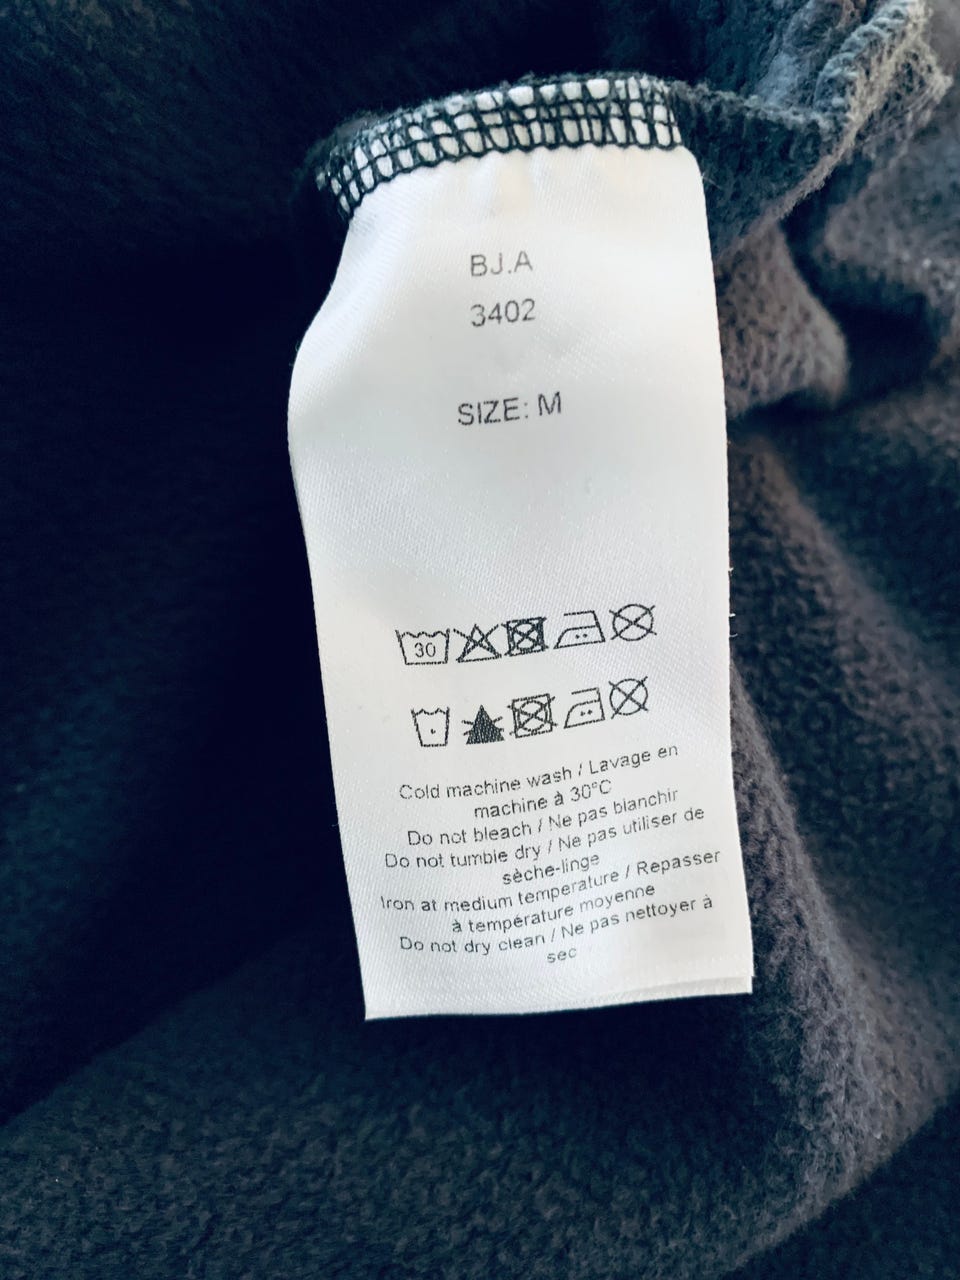 BJ.A
3402
SIZE: M
30
Cold machine wash / Lavage en
machine à 30°C
Do not bleach / Ne pas blanchir
Do not tumble dry / Ne pas utiliser de
sèche-linge
Iron at medium temperature / Repasser
à température moyenne
Do not dry clean / Ne pas nettoyer à
sec